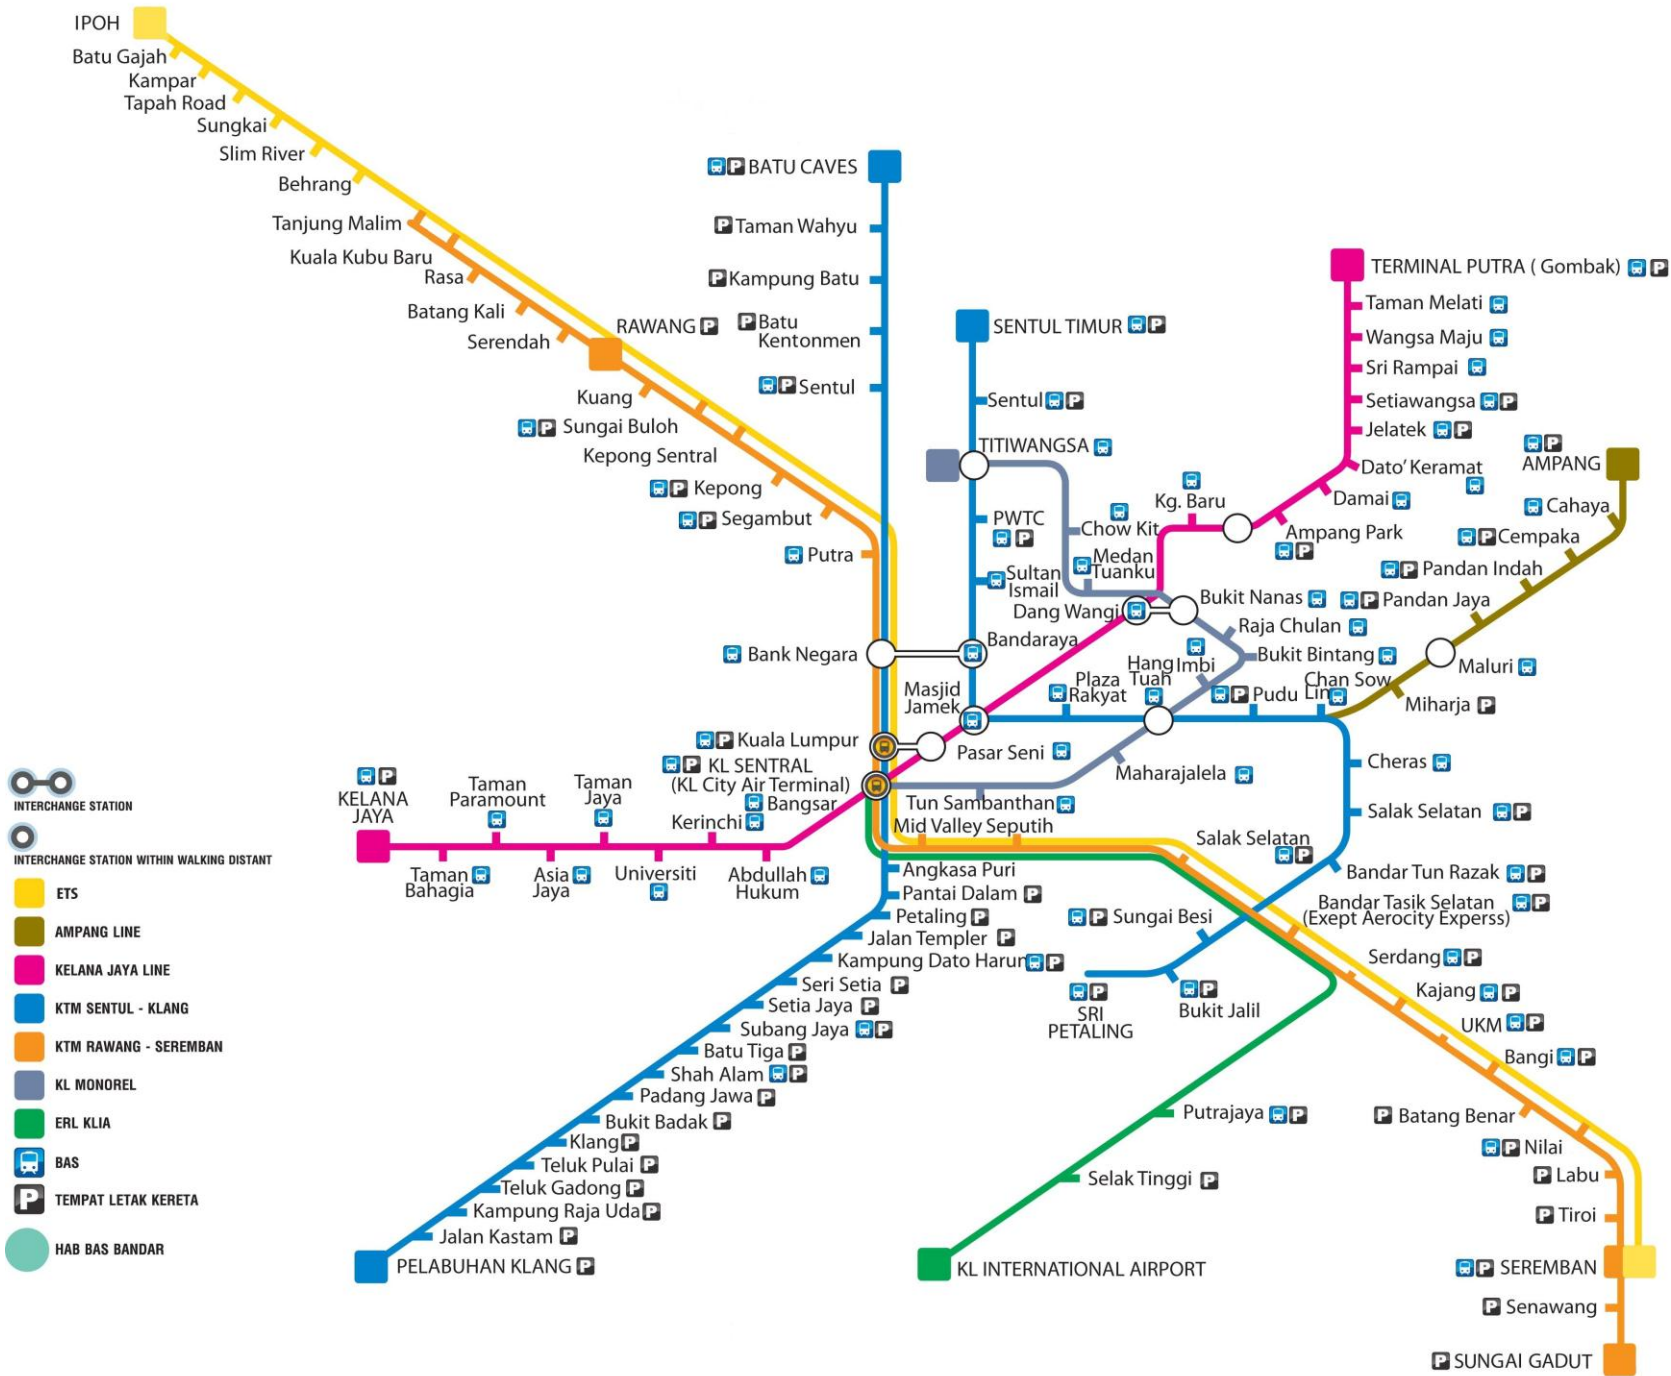 IPOH
Batu Gajah
Kampar
Tapah Road
Sungkai
Slim River
Behrang
Tanjung Malim
Kuala Kubu Baru
Rasa
Batang Kali
Serendah
RAWANG P
Kuang
P Sungai Buloh
Kepong Sentral
P Kepong
P Segambut
Putra
P BATU CAVES
P Taman Wahyu
P Kampung Batu
P Batu
Kentonmen
P Sentul
Bank Negara
P Kuala Lumpur
P KL SENTRAL
(KL City Air Terminal)
SENTUL TIMUR P
Sentul P
TITIWANGSA
PWTC
P
Sultan
Ismail
Bandaraya
Masjid
Jamek
Chow Kit
Medan
Tuanku
Dang Wangi
Kg. Baru
TERMINAL PUTRA ( Gombak) P
Taman Melati
Wangsa Maju
Sri Rampai
Setiawangsa P
Jelatek P
Dato' Keramat
Damai
Ampang Park
P
P
AMPANG
Cahaya
P Cempaka
P Pandan Indah
P Pandan Jaya
Maluri
Miharja P
Bukit Nanas
Raja Chulan
Bukit Bintang
Imbi
Hang
Tuah
Plaza
Rakyat
P Pudu
Chan Sow
Lin
Pasar Seni
Maharajalela
Tun Sambanthan
Cheras
Salak Selatan P
Bandar Tun Razak P
Bandar Tasik Selatan P
(Exept Aerocity Experss)
P Sungai Besi
P
Bukit Jalil
P
SRI
PETALING
P
KELANA
JAYA
Taman
Bahagia
Taman
Paramount
Asia
Jaya
Taman
Jaya
Universiti
Kerinchi
Abdullah
Hukum
Bangsar
Mid Valley Seputih
Salak Selatan
P
Serdang P
Kajang P
UKM P
Bangi P
P Batang Benar
P Nilai
P Labu
P Tiroi
P SEREMBAN
P Senawang
P SUNGAI GADUT
Angkasa Puri
Pantai Dalam P
Petaling P
Jalan Templer P
Kampung Dato Harun P
Seri Setia P
Setia Jaya P
Subang Jaya P
Batu Tiga P
Shah Alam P
Padang Jawa P
Bukit Badak P
Klang P
Teluk Pulai P
Teluk Gadong P
Kampung Raja Uda P
Jalan Kastam P
PELABUHAN KLANG P
Putrajaya P
Selak Tinggi P
KL INTERNATIONAL AIRPORT
INTERCHANGE STATION
INTERCHANGE STATION WITHIN WALKING DISTANT
ETS
AMPANG LINE
KELANA JAYA LINE
KTM SENTUL - KLANG
KTM RAWANG - SEREMBAN
KL MONOREL
ERL KLIA
BAS
P TEMPAT LETAK KERETA
HAB BAS BANDAR